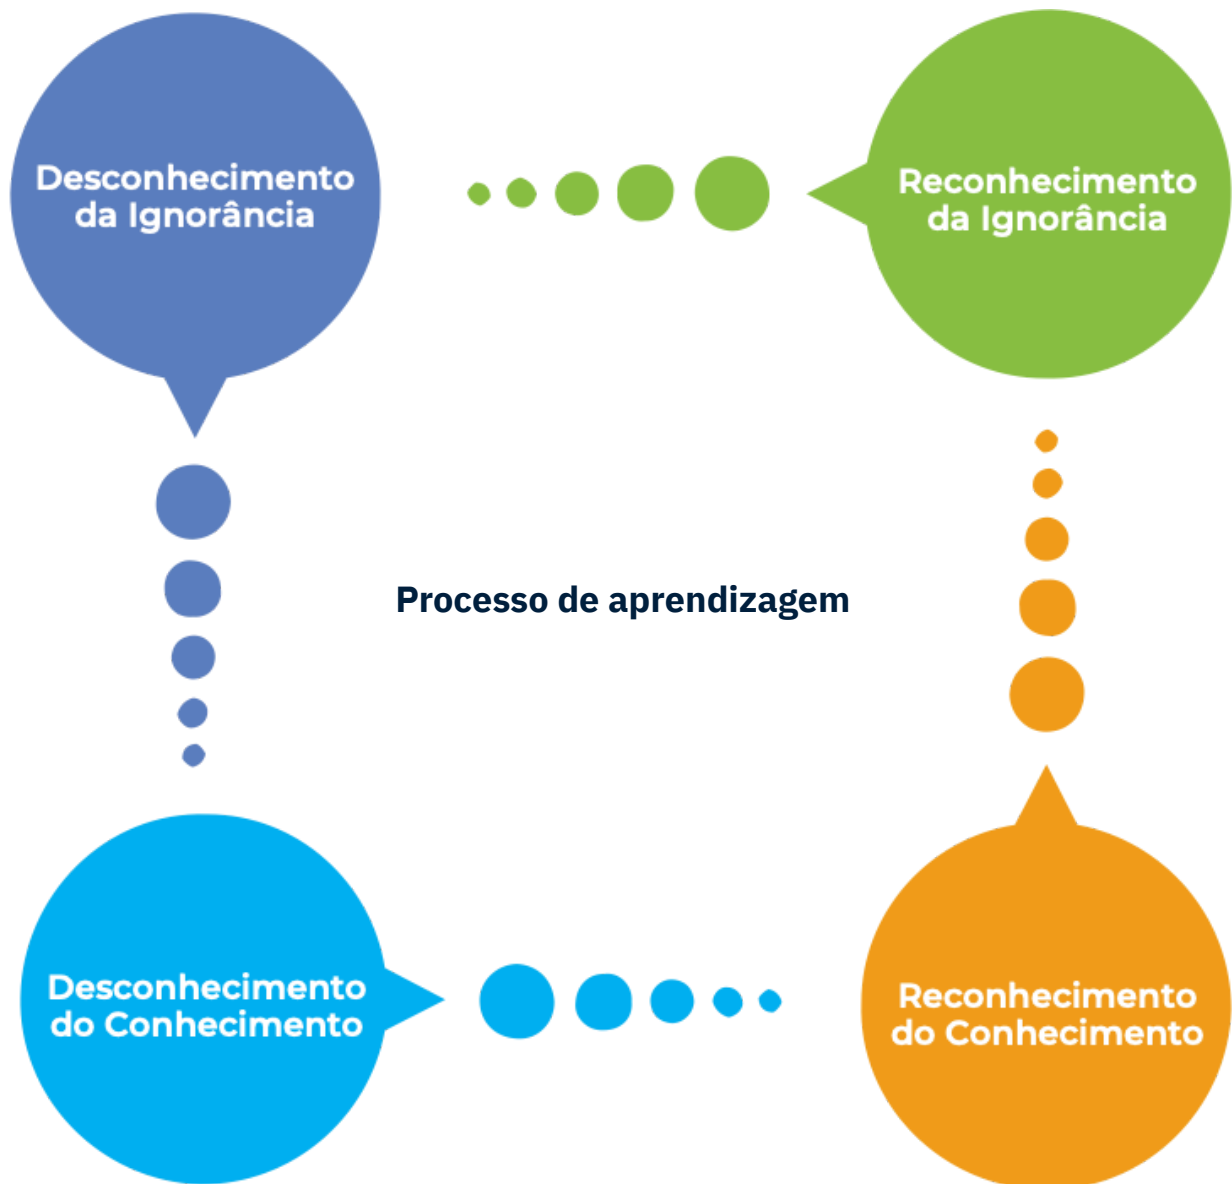 Desconhecimento
da Ignorância
Reconhecimento
da Ignorância
Processo de aprendizagem
Desconhecimento
do Conhecimento
Reconhecimento
do Conhecimento